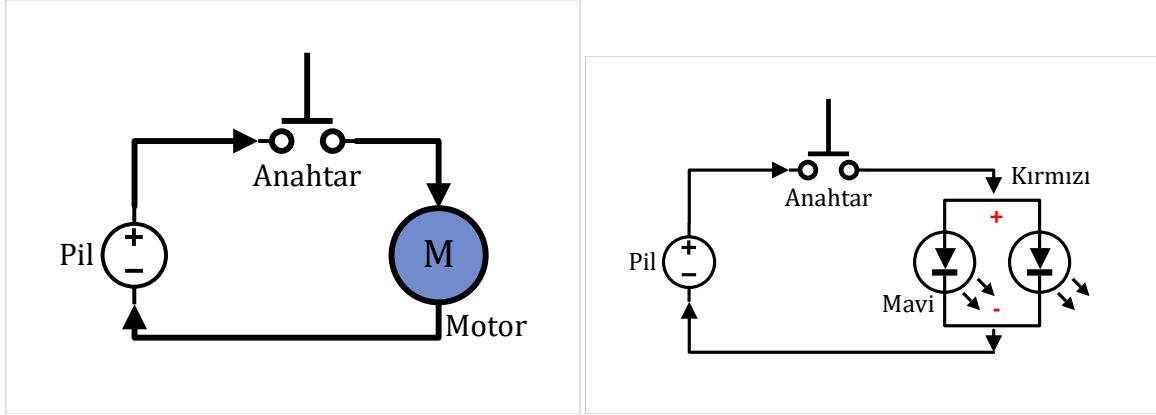 Anahtar
Pil
+
−
M
Motor
Anahtar
Kırmızı
+
Pil
+
−
Mavi
-